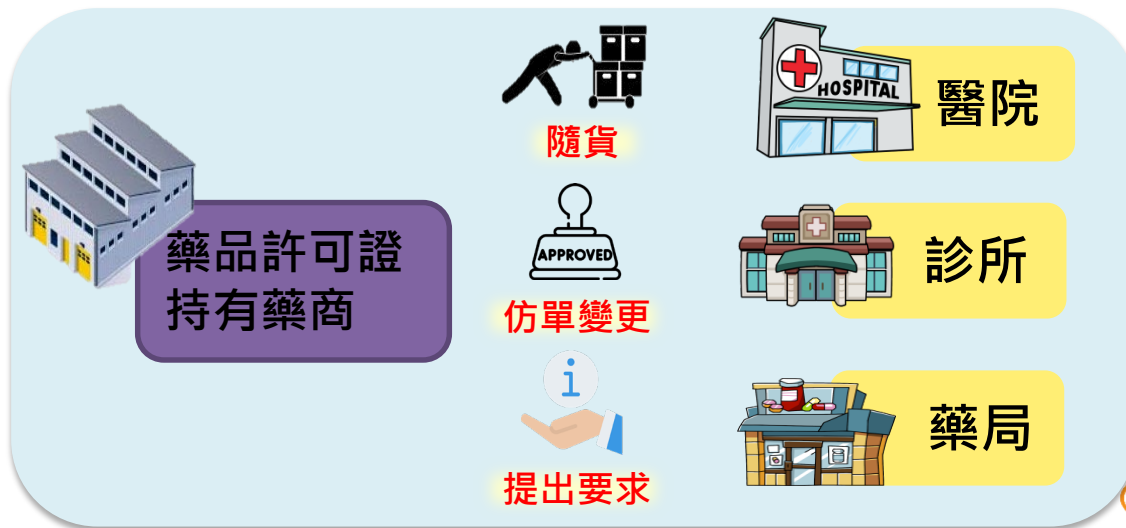 藥品許可證
持有藥商
隨貨
APPROVED
仿單變更
i
提出要求
HOSPITAL
醫院
診所
藥局